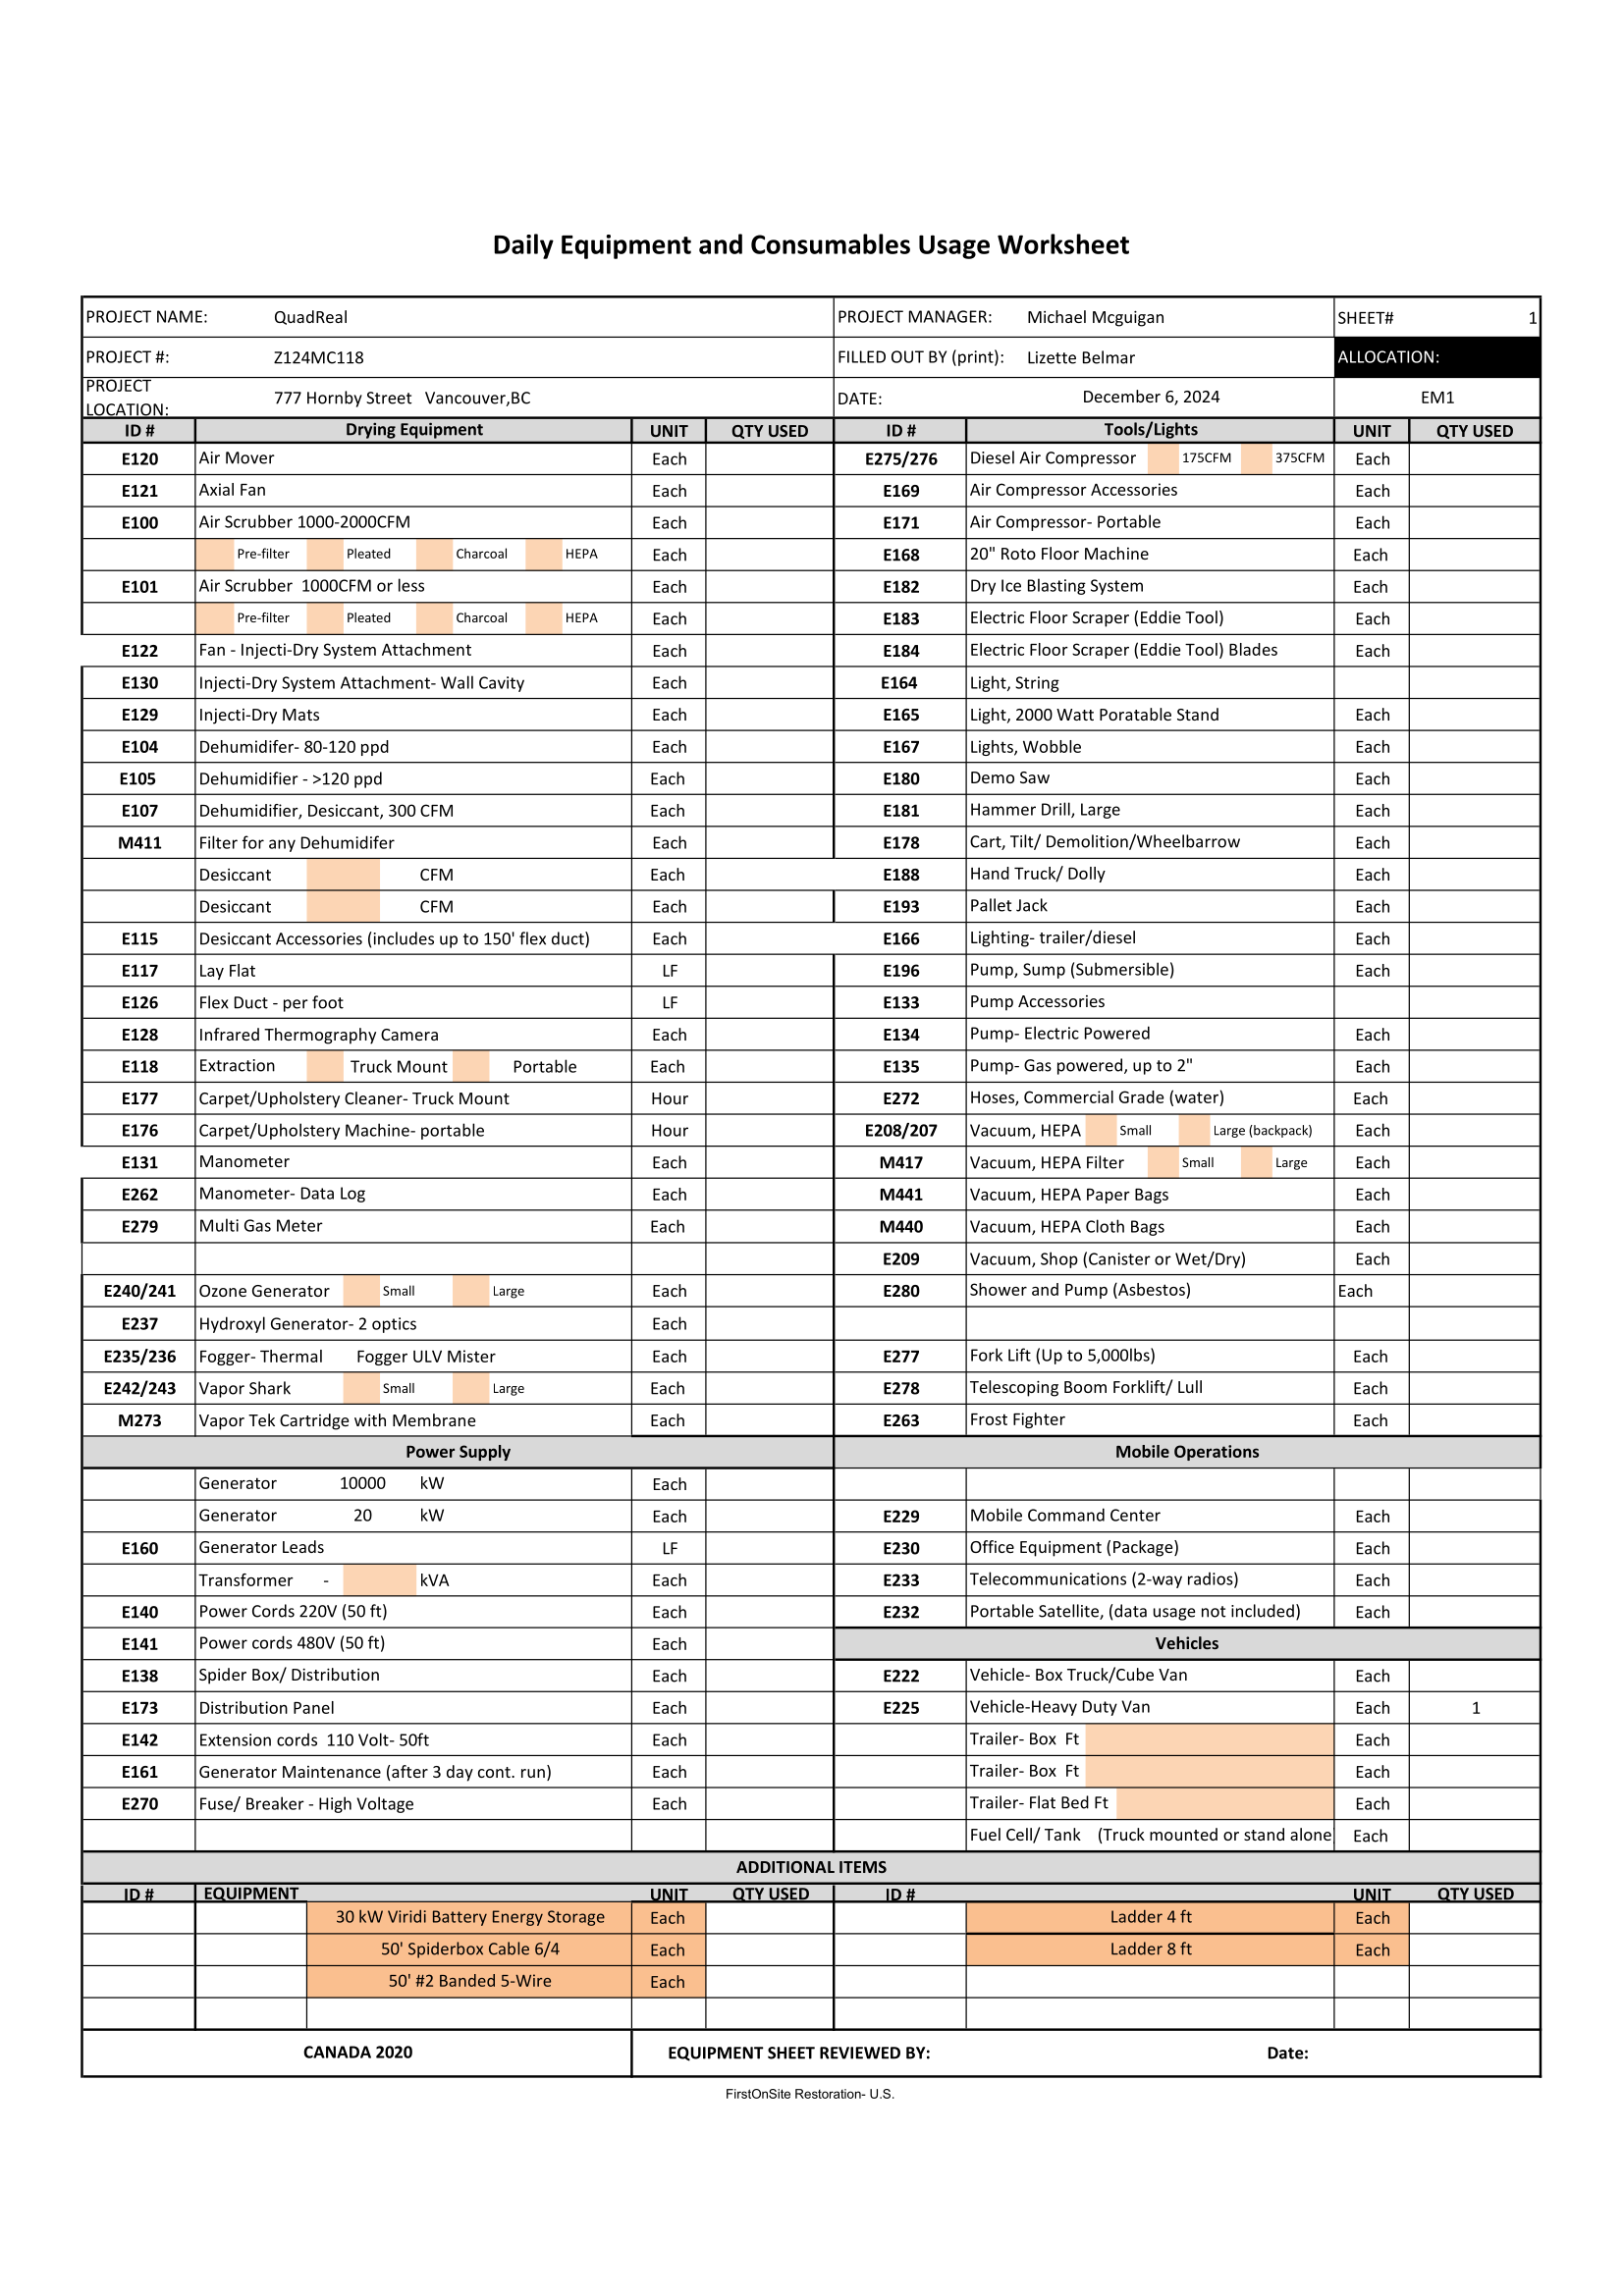 Daily Equipment and Consumables Usage Worksheet
PROJECT NAME: QuadReal PROJECT MANAGER: Michael Mcguigan SHEET# 1
PROJECT #: Z124MC118 FILLED OUT BY (print): Lizette Belmar ALLOCATION:
PROJECT LOCATION: 777 Hornby Street Vancouver,BC DATE: December 6, 2024 EM1
ID # Drying Equipment UNIT QTY USED ID # Tools/Lights UNIT QTY USED
E120 Air Mover Each E275/276 Diesel Air Compressor 175CFM 375CFM Each
E121 Axial Fan Each E169 Air Compressor Accessories Each
E100 Air Scrubber 1000-2000CFM Each E171 Air Compressor- Portable Each
Pre-filter Pleated Charcoal HEPA Each E168 20" Roto Floor Machine Each
E101 Air Scrubber 1000CFM or less Each E182 Dry Ice Blasting System Each
Pre-filter Pleated Charcoal HEPA Each E183 Electric Floor Scraper (Eddie Tool) Each
E122 Fan - Injecti-Dry System Attachment Each E184 Electric Floor Scraper (Eddie Tool) Blades Each
E130 Injecti-Dry System Attachment- Wall Cavity Each E164 Light, String
E129 Injecti-Dry Mats Each E165 Light, 2000 Watt Poratable Stand Each
E104 Dehumidifer- 80-120 ppd Each E167 Lights, Wobble Each
E105 Dehumidifier - >120 ppd Each E180 Demo Saw Each
E107 Dehumidifier, Desiccant, 300 CFM Each E181 Hammer Drill, Large Each
M411 Filter for any Dehumidifer Each E178 Cart, Tilt/ Demolition/Wheelbarrow Each
Desiccant CFM Each E188 Hand Truck/ Dolly Each
Desiccant CFM Each E193 Pallet Jack Each
E115 Desiccant Accessories (includes up to 150' flex duct) Each E166 Lighting- trailer/diesel Each
E117 Lay Flat LF E196 Pump, Sump (Submersible) Each
E126 Flex Duct - per foot LF E133 Pump Accessories
E128 Infrared Thermography Camera Each E134 Pump- Electric Powered Each
E118 Extraction Truck Mount Portable Each E135 Pump- Gas powered, up to 2" Each
E177 Carpet/Upholstery Cleaner- Truck Mount Hour E272 Hoses, Commercial Grade (water) Each
E176 Carpet/Upholstery Machine- portable Hour E208/207 Vacuum, HEPA Small Large (backpack) Each
E131 Manometer Each M417 Vacuum, HEPA Filter Small Large Each
E262 Manometer- Data Log Each M441 Vacuum, HEPA Paper Bags Each
E279 Multi Gas Meter Each M440 Vacuum, HEPA Cloth Bags Each
E209 Vacuum, Shop (Canister or Wet/Dry) Each
E240/241 Ozone Generator Small Large Each E280 Shower and Pump (Asbestos) Each
E237 Hydroxyl Generator- 2 optics Each
E235/236 Fogger- Thermal Fogger ULV Mister Each E277 Fork Lift (Up to 5,000lbs) Each
E242/243 Vapor Shark Small Large Each E278 Telescoping Boom Forklift/ Lull Each
M273 Vapor Tek Cartridge with Membrane Each E263 Frost Fighter Each
Power Supply Mobile Operations
Generator 10000 kW Each
Generator 20 kW Each E229 Mobile Command Center Each
E160 Generator Leads LF E230 Office Equipment (Package) Each
Transformer - kVA Each E233 Telecommunications (2-way radios) Each
E140 Power Cords 220V (50 ft) Each E232 Portable Satellite, (data usage not included) Each
E141 Power cords 480V (50 ft) Each Vehicles
E138 Spider Box/ Distribution Each E222 Vehicle- Box Truck/Cube Van Each
E173 Distribution Panel Each E225 Vehicle-Heavy Duty Van Each 1
E142 Extension cords 110 Volt- 50ft Each Trailer- Box Ft Each
E161 Generator Maintenance (after 3 day cont. run) Each Trailer- Box Ft Each
E270 Fuse/ Breaker - High Voltage Each Trailer- Flat Bed Ft Each
Fuel Cell/ Tank (Truck mounted or stand alone Each
ADDITIONAL ITEMS
ID # EQUIPMENT UNIT QTY USED ID # UNIT QTY USED
30 kW Viridi Battery Energy Storage Each Ladder 4 ft Each
50' Spiderbox Cable 6/4 Each Ladder 8 ft Each
50' #2 Banded 5-Wire Each
CANADA 2020 EQUIPMENT SHEET REVIEWED BY: Date:
FirstOnSite Restoration- U.S.